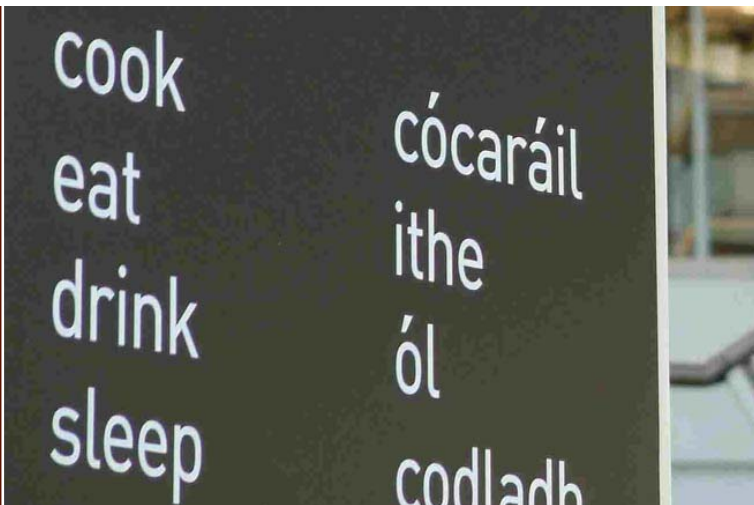 cook
eat
drink
sleep
cócaráil
ithe
ól
codladh